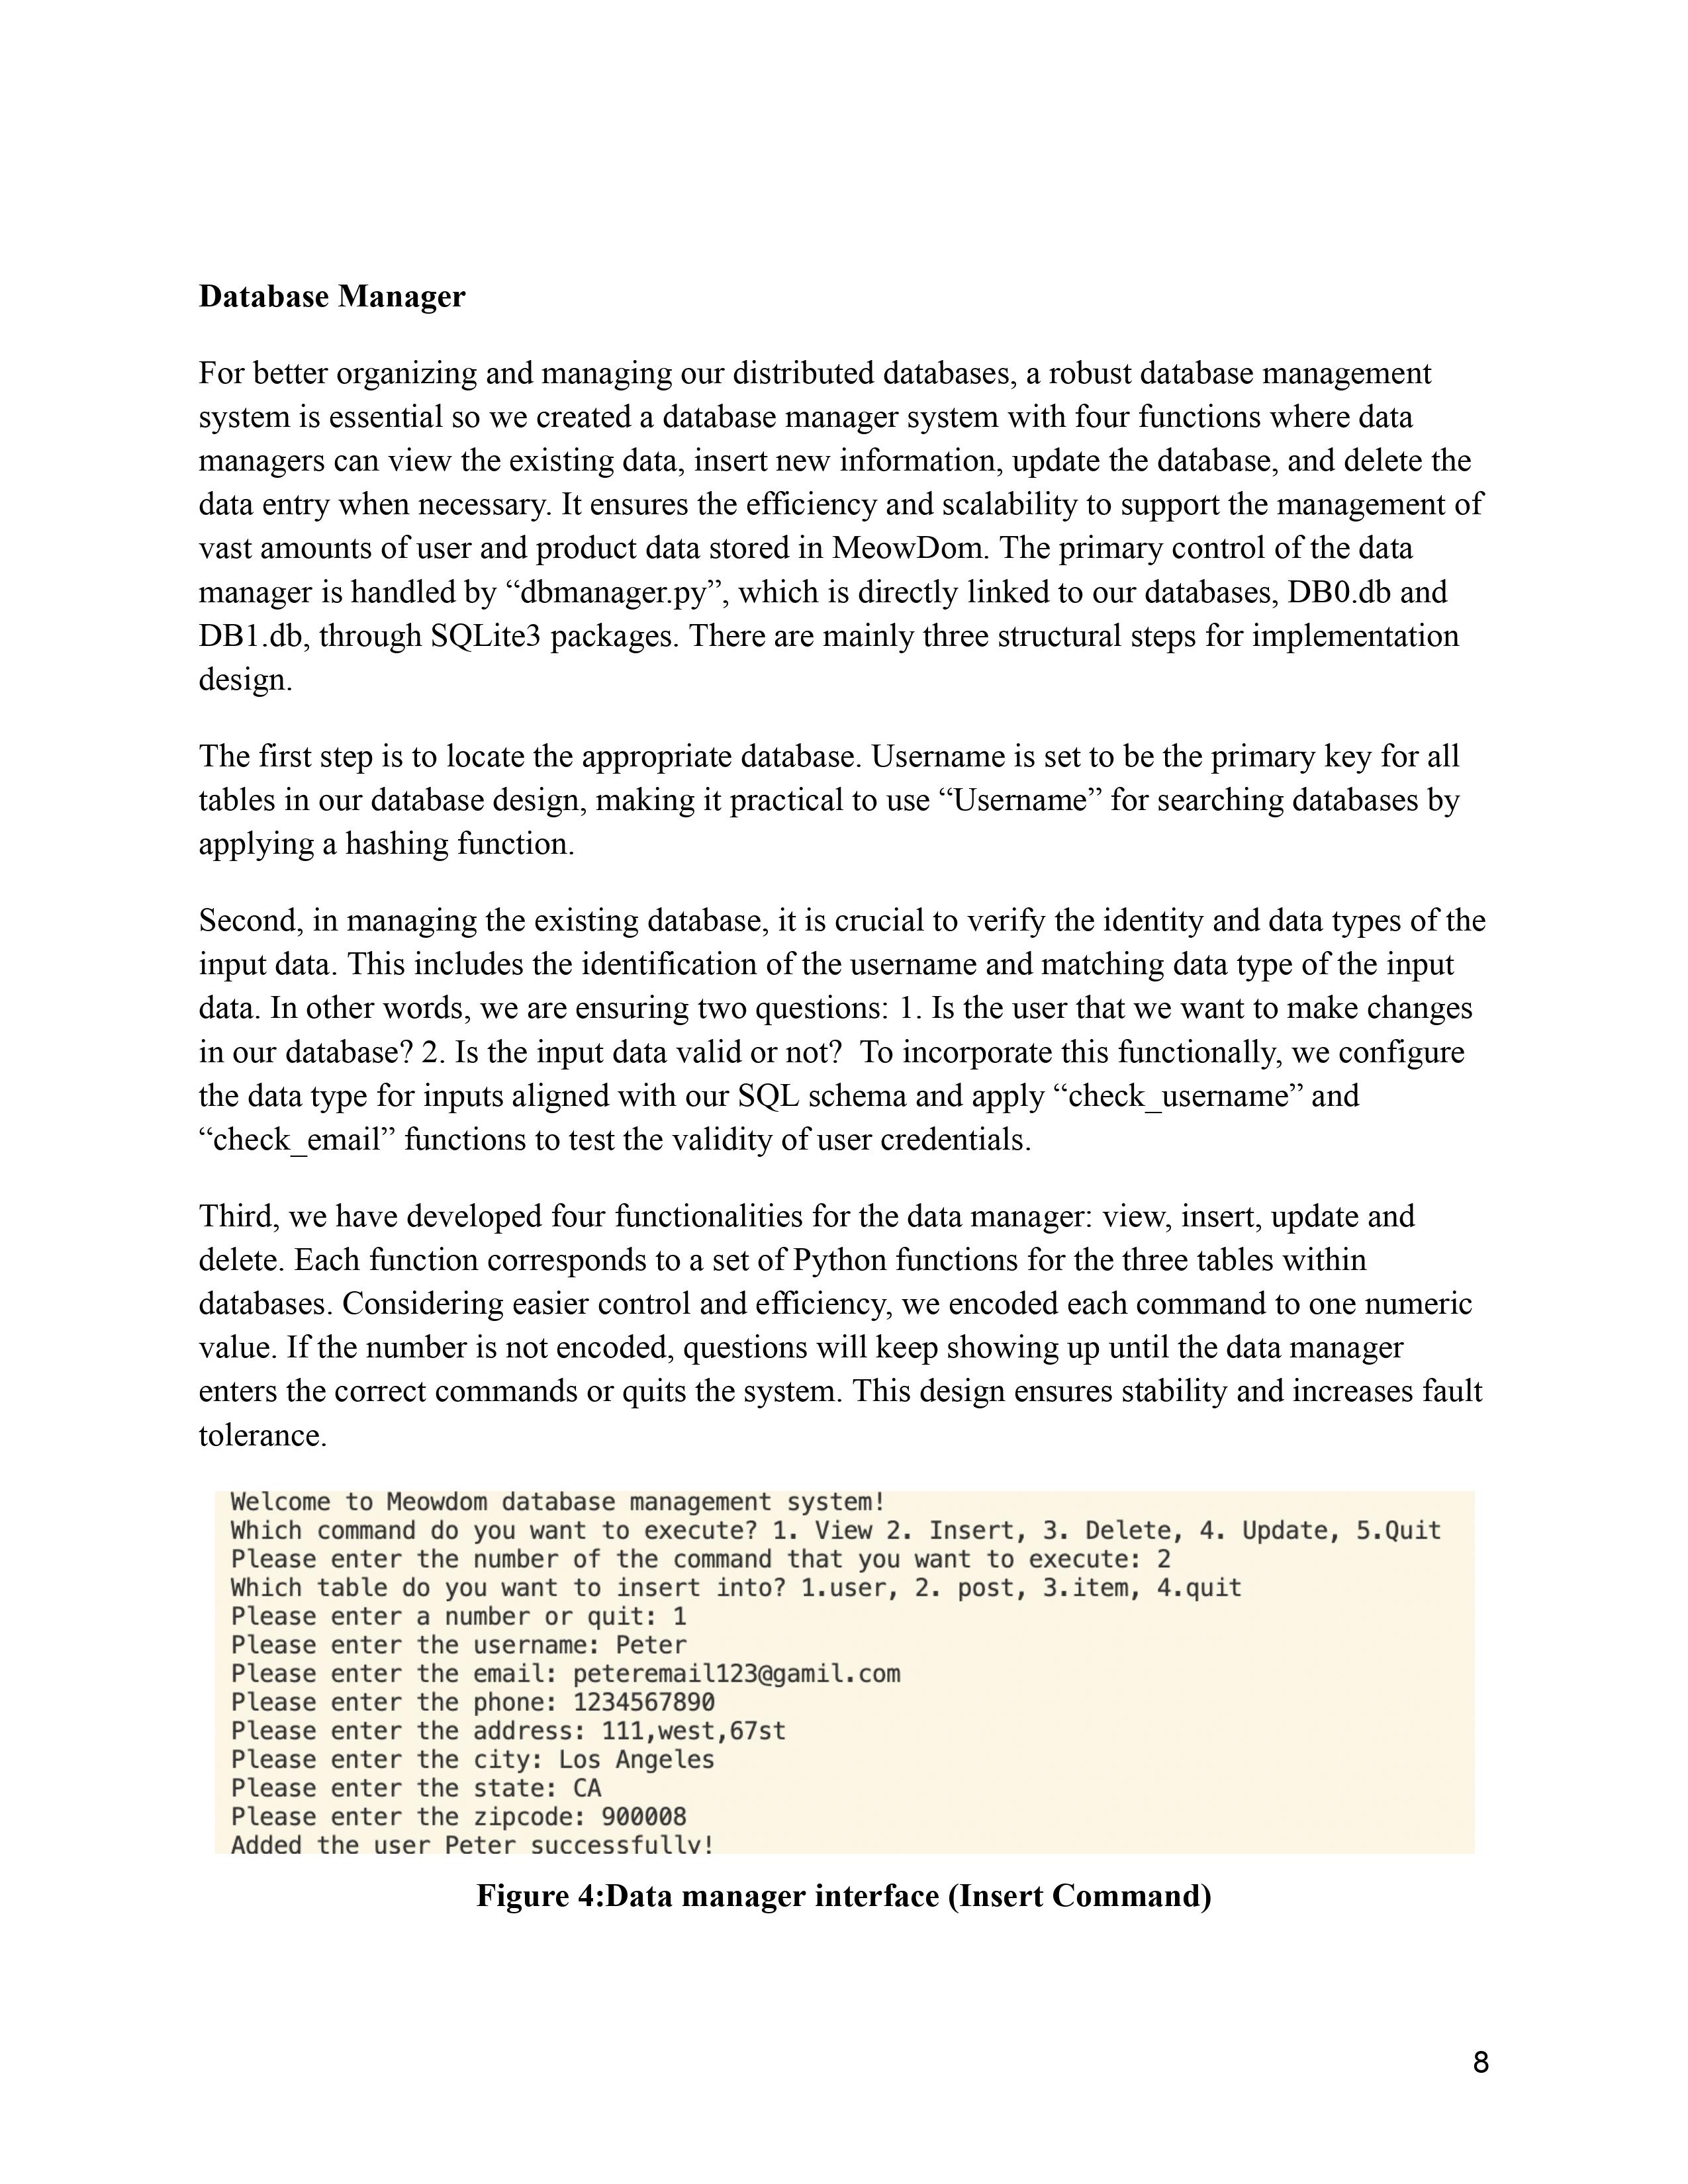 Database Manager
For better organizing and managing our distributed databases, a robust database management
system is essential so we created a database manager system with four functions where data
managers can view the existing data, insert new information, update the database, and delete the
data entry when necessary. It ensures the efficiency and scalability to support the management of
vast amounts of user and product data stored in MeowDom. The primary control of the data
manager is handled by “dbmanager.py”, which is directly linked to our databases, DB0.db and
DB1.db, through SQLite3 packages. There are mainly three structural steps for implementation
design.
The first step is to locate the appropriate database. Username is set to be the primary key for all
tables in our database design, making it practical to use “Username” for searching databases by
applying a hashing function.
Second, in managing the existing database, it is crucial to verify the identity and data types of the
input data. This includes the identification of the username and matching data type of the input
data. In other words, we are ensuring two questions: 1. Is the user that we want to make changes
in our database? 2. Is the input data valid or not?  To incorporate this functionally, we configure
the data type for inputs aligned with our SQL schema and apply “check_username” and
“check_email” functions to test the validity of user credentials.
Third, we have developed four functionalities for the data manager: view, insert, update and
delete. Each function corresponds to a set of Python functions for the three tables within
databases. Considering easier control and efficiency, we encoded each command to one numeric
value. If the number is not encoded, questions will keep showing up until the data manager
enters the correct commands or quits the system. This design ensures stability and increases fault
tolerance.
Welcome to Meowdom database management system!
Which command do you want to execute? 1. View 2. Insert, 3. Delete, 4. Update, 5.Quit
Please enter the number of the command that you want to execute: 2
Which table do you want to insert into? 1.user, 2. post, 3.item, 4.quit
Please enter a number or quit: 1
Please enter the username: Peter
Please enter the email: peteremail123@gamil.com
Please enter the phone: 1234567890
Please enter the address: 111,west,67st
Please enter the city: Los Angeles
Please enter the state: CA
Please enter the zipcode: 900008
Added the user Peter successfully!
Figure 4:Data manager interface (Insert Command)
8